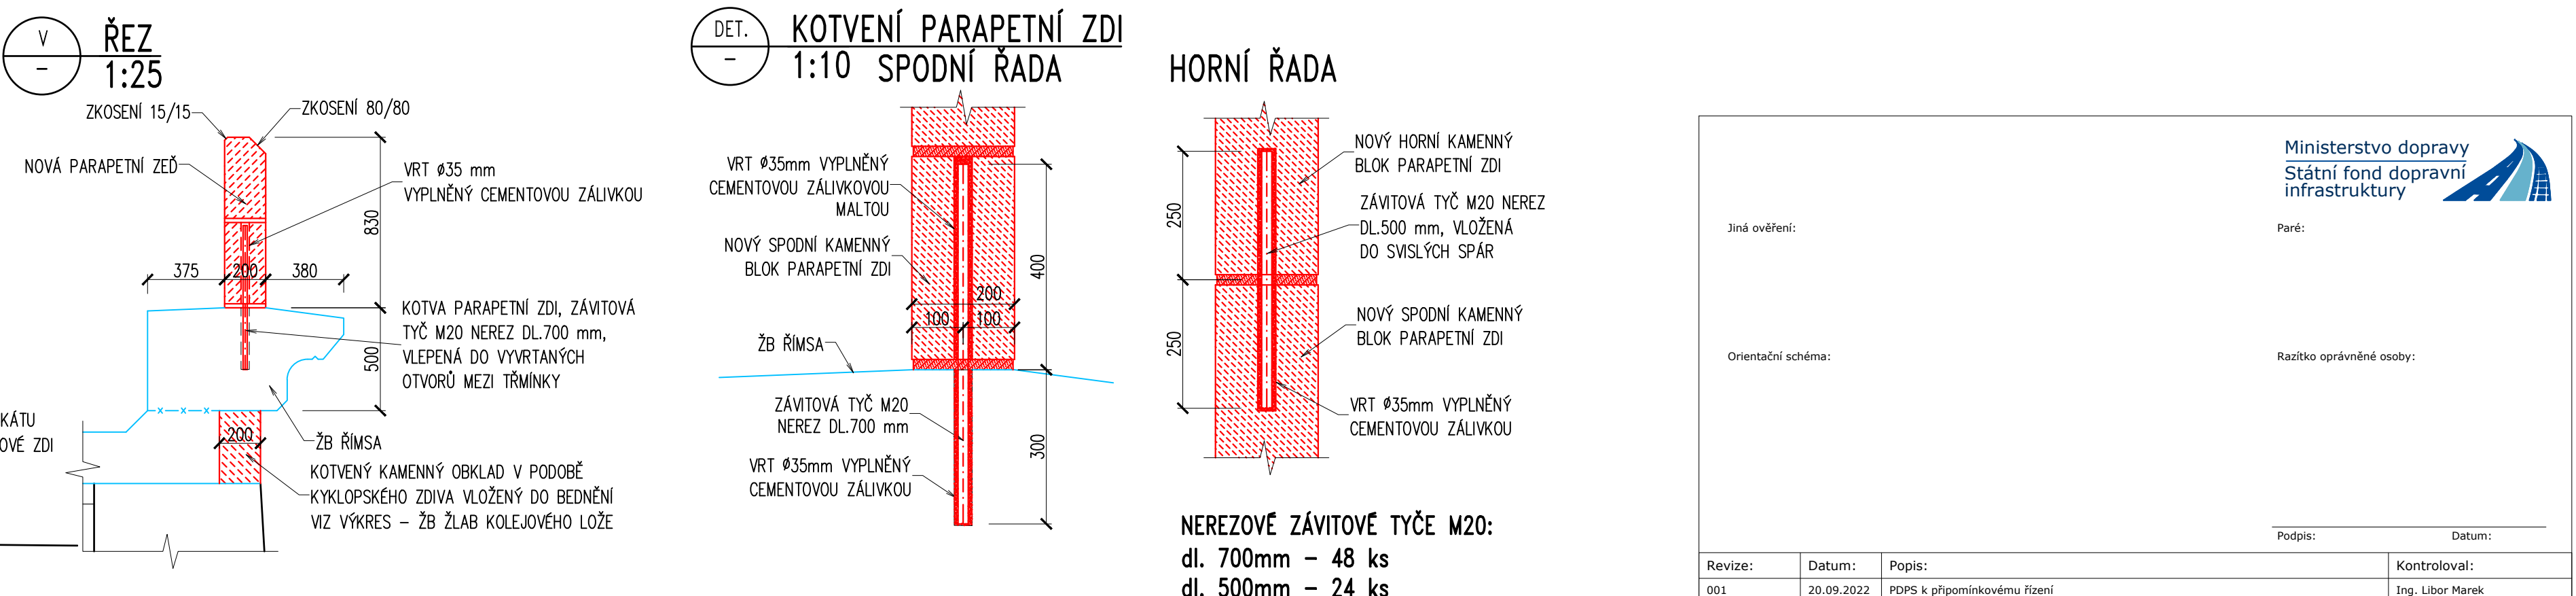 V
–
ŘEZ
1:25
ZKOSENÍ 15/15
ZKOSENÍ 80/80
NOVÁ PARAPETNÍ ZEĎ
VRT Ø35 mm
VYPLNĚNÝ CEMENTOVOU ZÁLIVKOU
830
375
200
380
KOTVA PARAPETNÍ ZDI, ZÁVITOVÁ
TYČ M20 NEREZ DL.700 mm,
VLEPENÁ DO VYVRTANÝCH
OTVORŮ MEZI TŘMÍNKY
500
KÁTU
OVÉ ZDI
200
ŽB ŘÍMSA
KOTVENÝ KAMENNÝ OBKLAD V PODOBĚ
KYKLOPSKÉHO ZDIVA VLOŽENÝ DO BEDNĚNÍ
VIZ VÝKRES – ŽB ŽLAB KOLEJOVÉHO LOŽE
DET.
–
KOTVENÍ PARAPETNÍ ZDI
1:10 SPODNÍ ŘADA
VRT Ø35mm VYPLNĚNÝ
CEMENTOVOU ZÁLIVKOVOU
MALTOU
NOVÝ SPODNÍ KAMENNÝ
BLOK PARAPETNÍ ZDI
400
200
100
100
ŽB ŘÍMSA
ZÁVITOVÁ TYČ M20
NEREZ DL.700 mm
300
VRT Ø35mm VYPLNĚNÝ
CEMENTOVOU ZÁLIVKOU
HORNÍ ŘADA
NOVÝ HORNÍ KAMENNÝ
BLOK PARAPETNÍ ZDI
250
ZÁVITOVÁ TYČ M20 NEREZ
DL.500 mm, VLOŽENÁ
DO SVISLÝCH SPÁR
250
NOVÝ SPODNÍ KAMENNÝ
BLOK PARAPETNÍ ZDI
VRT Ø35mm VYPLNĚNÝ
CEMENTOVOU ZÁLIVKOU
NEREZOVÉ ZÁVITOVÉ TYČE M20:
dl. 700mm – 48 ks
dl. 500mm – 24 ks
Ministerstvo dopravy
Státní fond dopravní
infrastruktury
Jiná ověření:
Paré:
Orientační schéma:
Razítko oprávněné osoby:
Podpis:
Datum:
Revize: Datum: Popis: Kontroloval:
001 20.09.2022 PDPS k připomínkovému řízení Ing. Libor Marek